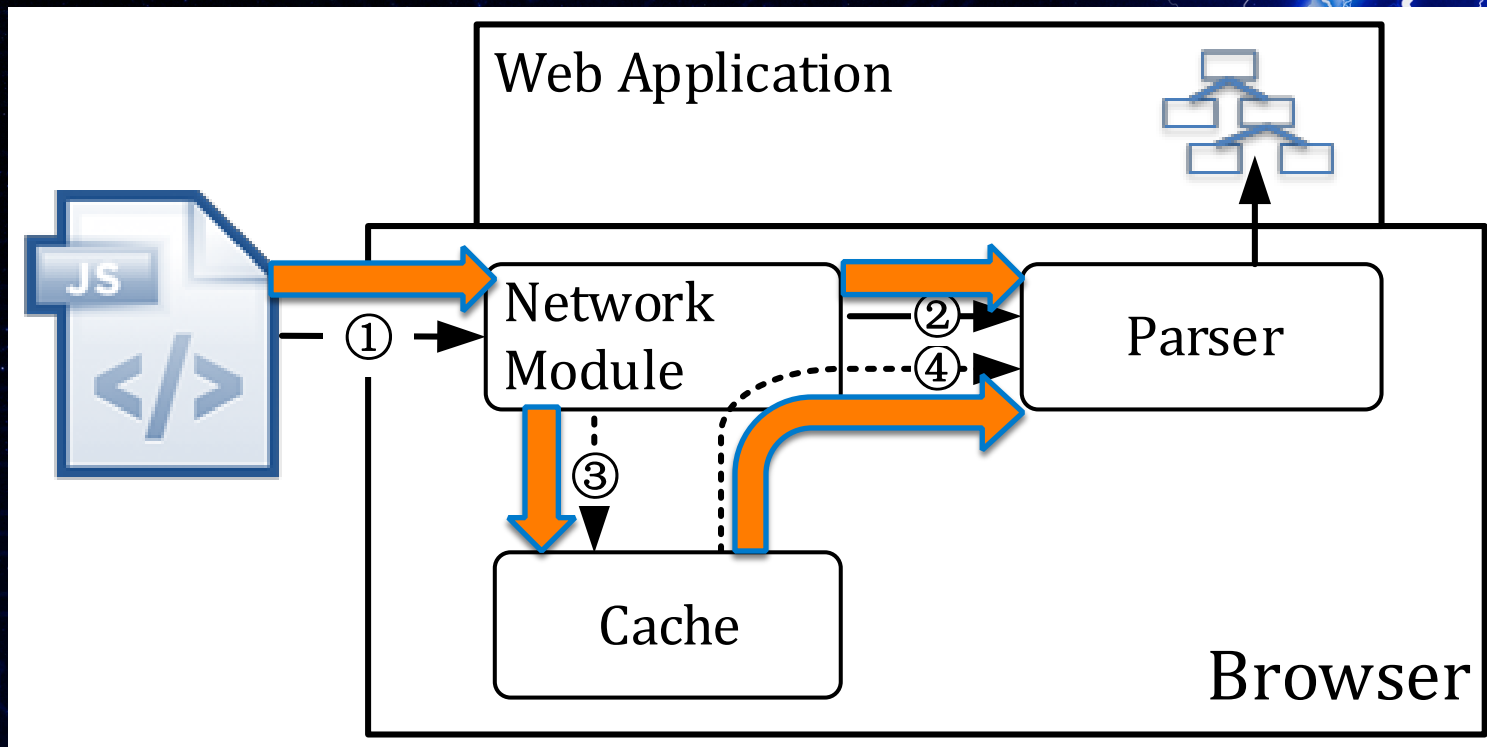 Web Application
JS
</>
①
Network
Module
②
④
Parser
③
Cache
Browser